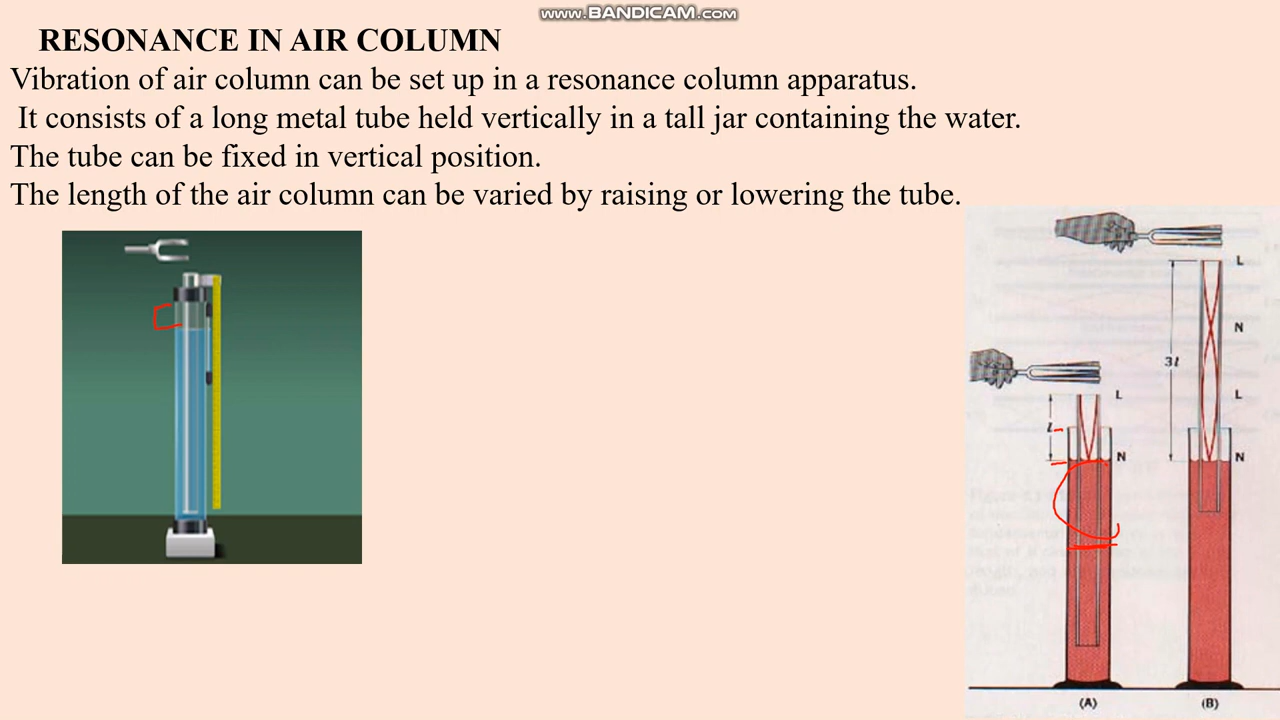 www.BANDICAM.com
RESONANCE IN AIR COLUMN
Vibration of air column can be set up in a resonance column apparatus.
It consists of a long metal tube held vertically in a tall jar containing the water.
The tube can be fixed in vertical position.
The length of the air column can be varied by raising or lowering the tube.
L
N
3l
L
L
l
N
N
(A)
(B)